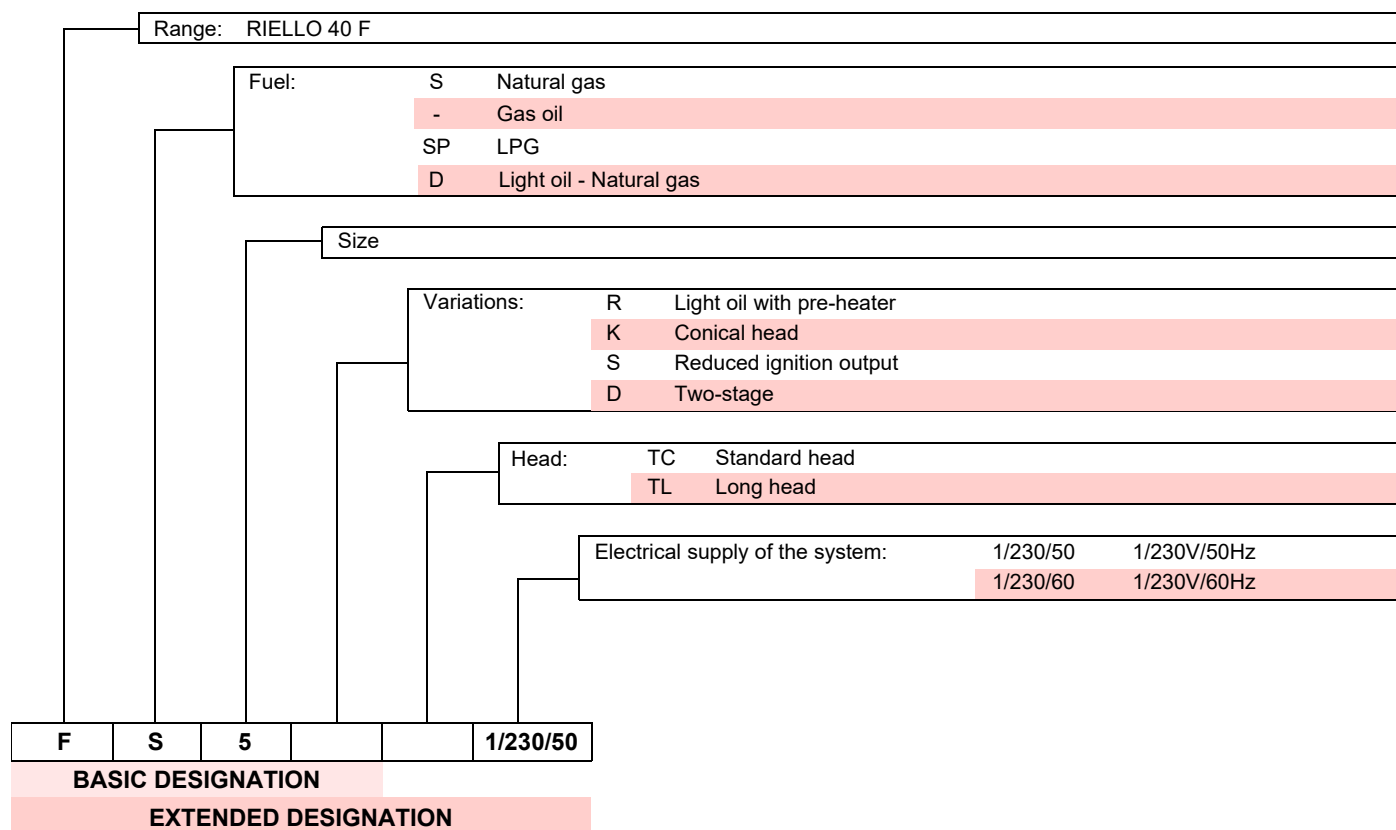 Range: RIELLO 40 F
Fuel: S Natural gas
- Gas oil
SP LPG
D Light oil - Natural gas
Size
Variations: R Light oil with pre-heater
K Conical head
S Reduced ignition output
D Two-stage
Head: TC Standard head
TL Long head
Electrical supply of the system: 1/230/50 1/230V/50Hz
1/230/60 1/230V/60Hz
F S 5 1/230/50
BASIC DESIGNATION
EXTENDED DESIGNATION